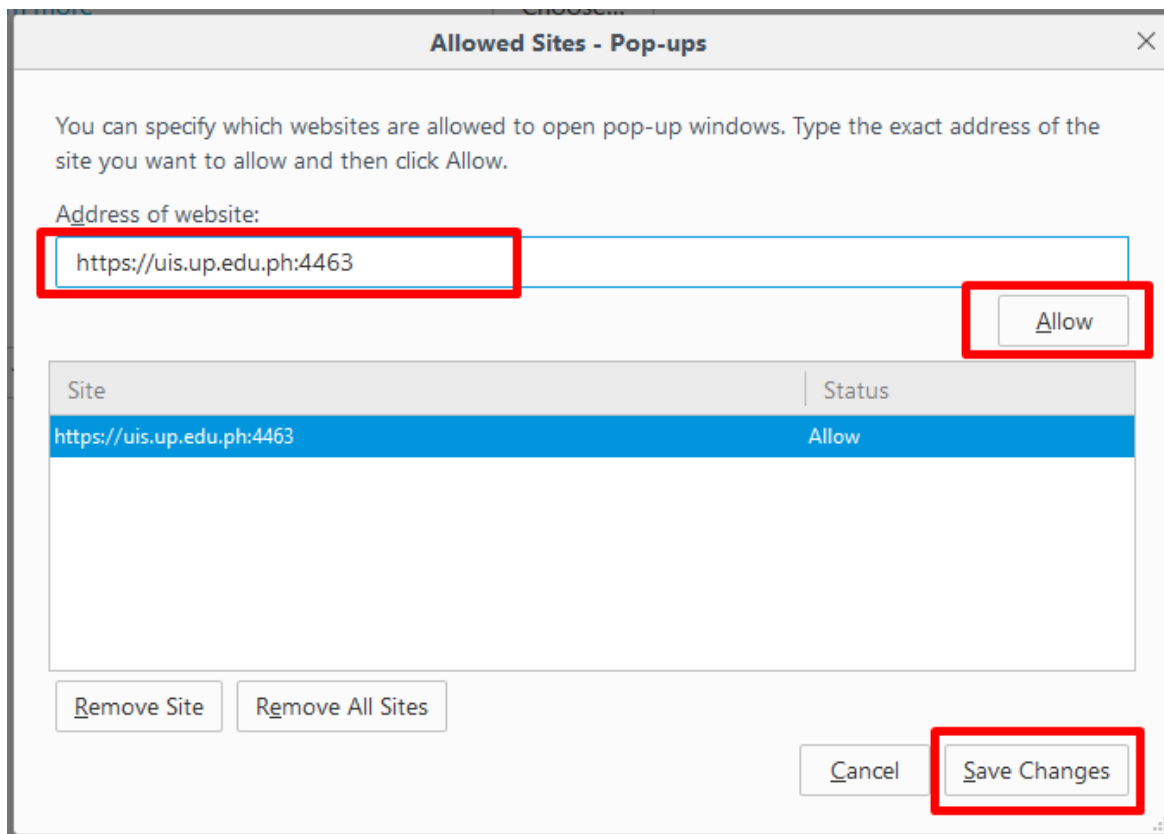 n more
Choose...
Allowed Sites - Pop-ups
You can specify which websites are allowed to open pop-up windows. Type the exact address of the
site you want to allow and then click Allow.
Address of website:
https://uis.up.edu.ph:4463
Allow
Site Status
https://uis.up.edu.ph:4463 Allow
Remove Site Remove All Sites
Cancel Save Changes